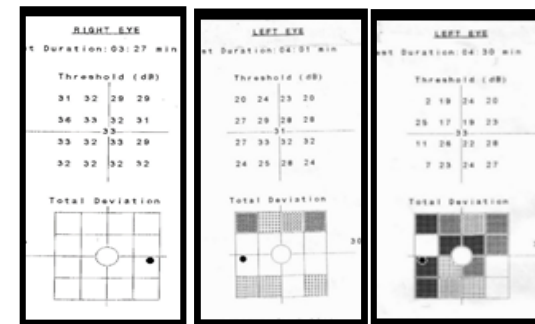 RIGHT EYE
st Duration: 03:27 min
Threshold (dB)
31 32 29 29
36 33 32 31
33
32 33 33 29
32 32 32 32
Total Deviation
LEFT EYE
st Duration: 04:01 min
Threshold (dB)
20 24 23 20
27 29 28 28
31
27 33 32 32
24 25 28 24
Total Deviation
30
LEFT EYE
st Duration: 04:30 min
Threshold (dB)
2 19 24 20
25 17 19 23
33
11 26 22 28
7 23 24 27
Total Deviation